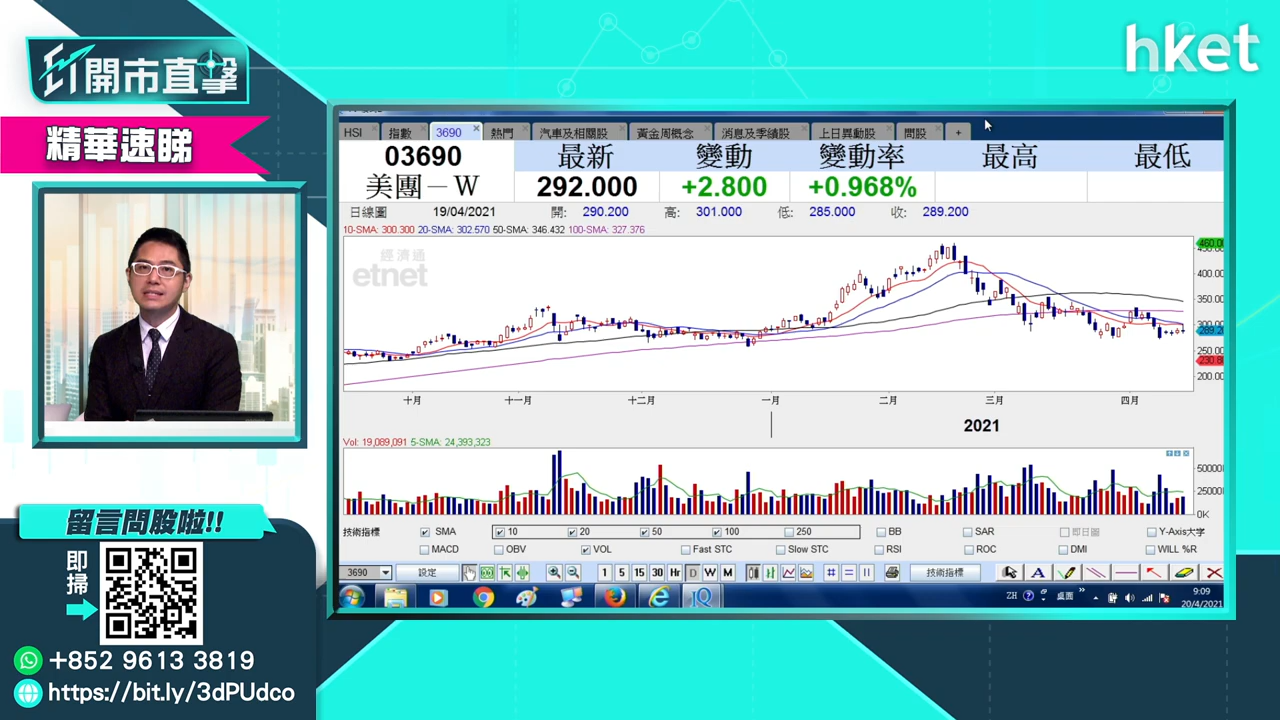 EI開市直擊
hket
精華速睇
HSI 指數 3690 熱門 汽車及相關股 黃金周概念 消息及季績股 上日異動股 問股 +
03690 最新 變動 變動率 最高 最低
美團－W 292.000 +2.800 +0.968%
日線圖 19/04/2021 開: 290.200 高: 301.000 低: 285.000 收: 289.200
10-SMA: 300.300 20-SMA: 302.570 50-SMA: 346.432 100-SMA: 327.376
經濟通
etnet
400.00
350.00
250.00
200.00
十月 十一月 十二月 一月 二月 三月 四月
2021
Vol: 19,089,091 5-SMA: 24,393,323
0K
技術指標 SMA 10 20 50 100 250 BB SAR 即日圖 Y-Axis大字
MACD OBV VOL Fast STC Slow STC RSI ROC DMI WILL %R
3690 設定 1 5 15 30 Hr D W M 技術指標
ZH 桌面 9:09
20/4/2021
留言問股啦!!
即掃
+852 9613 3819
https://bit.ly/3dPUdco